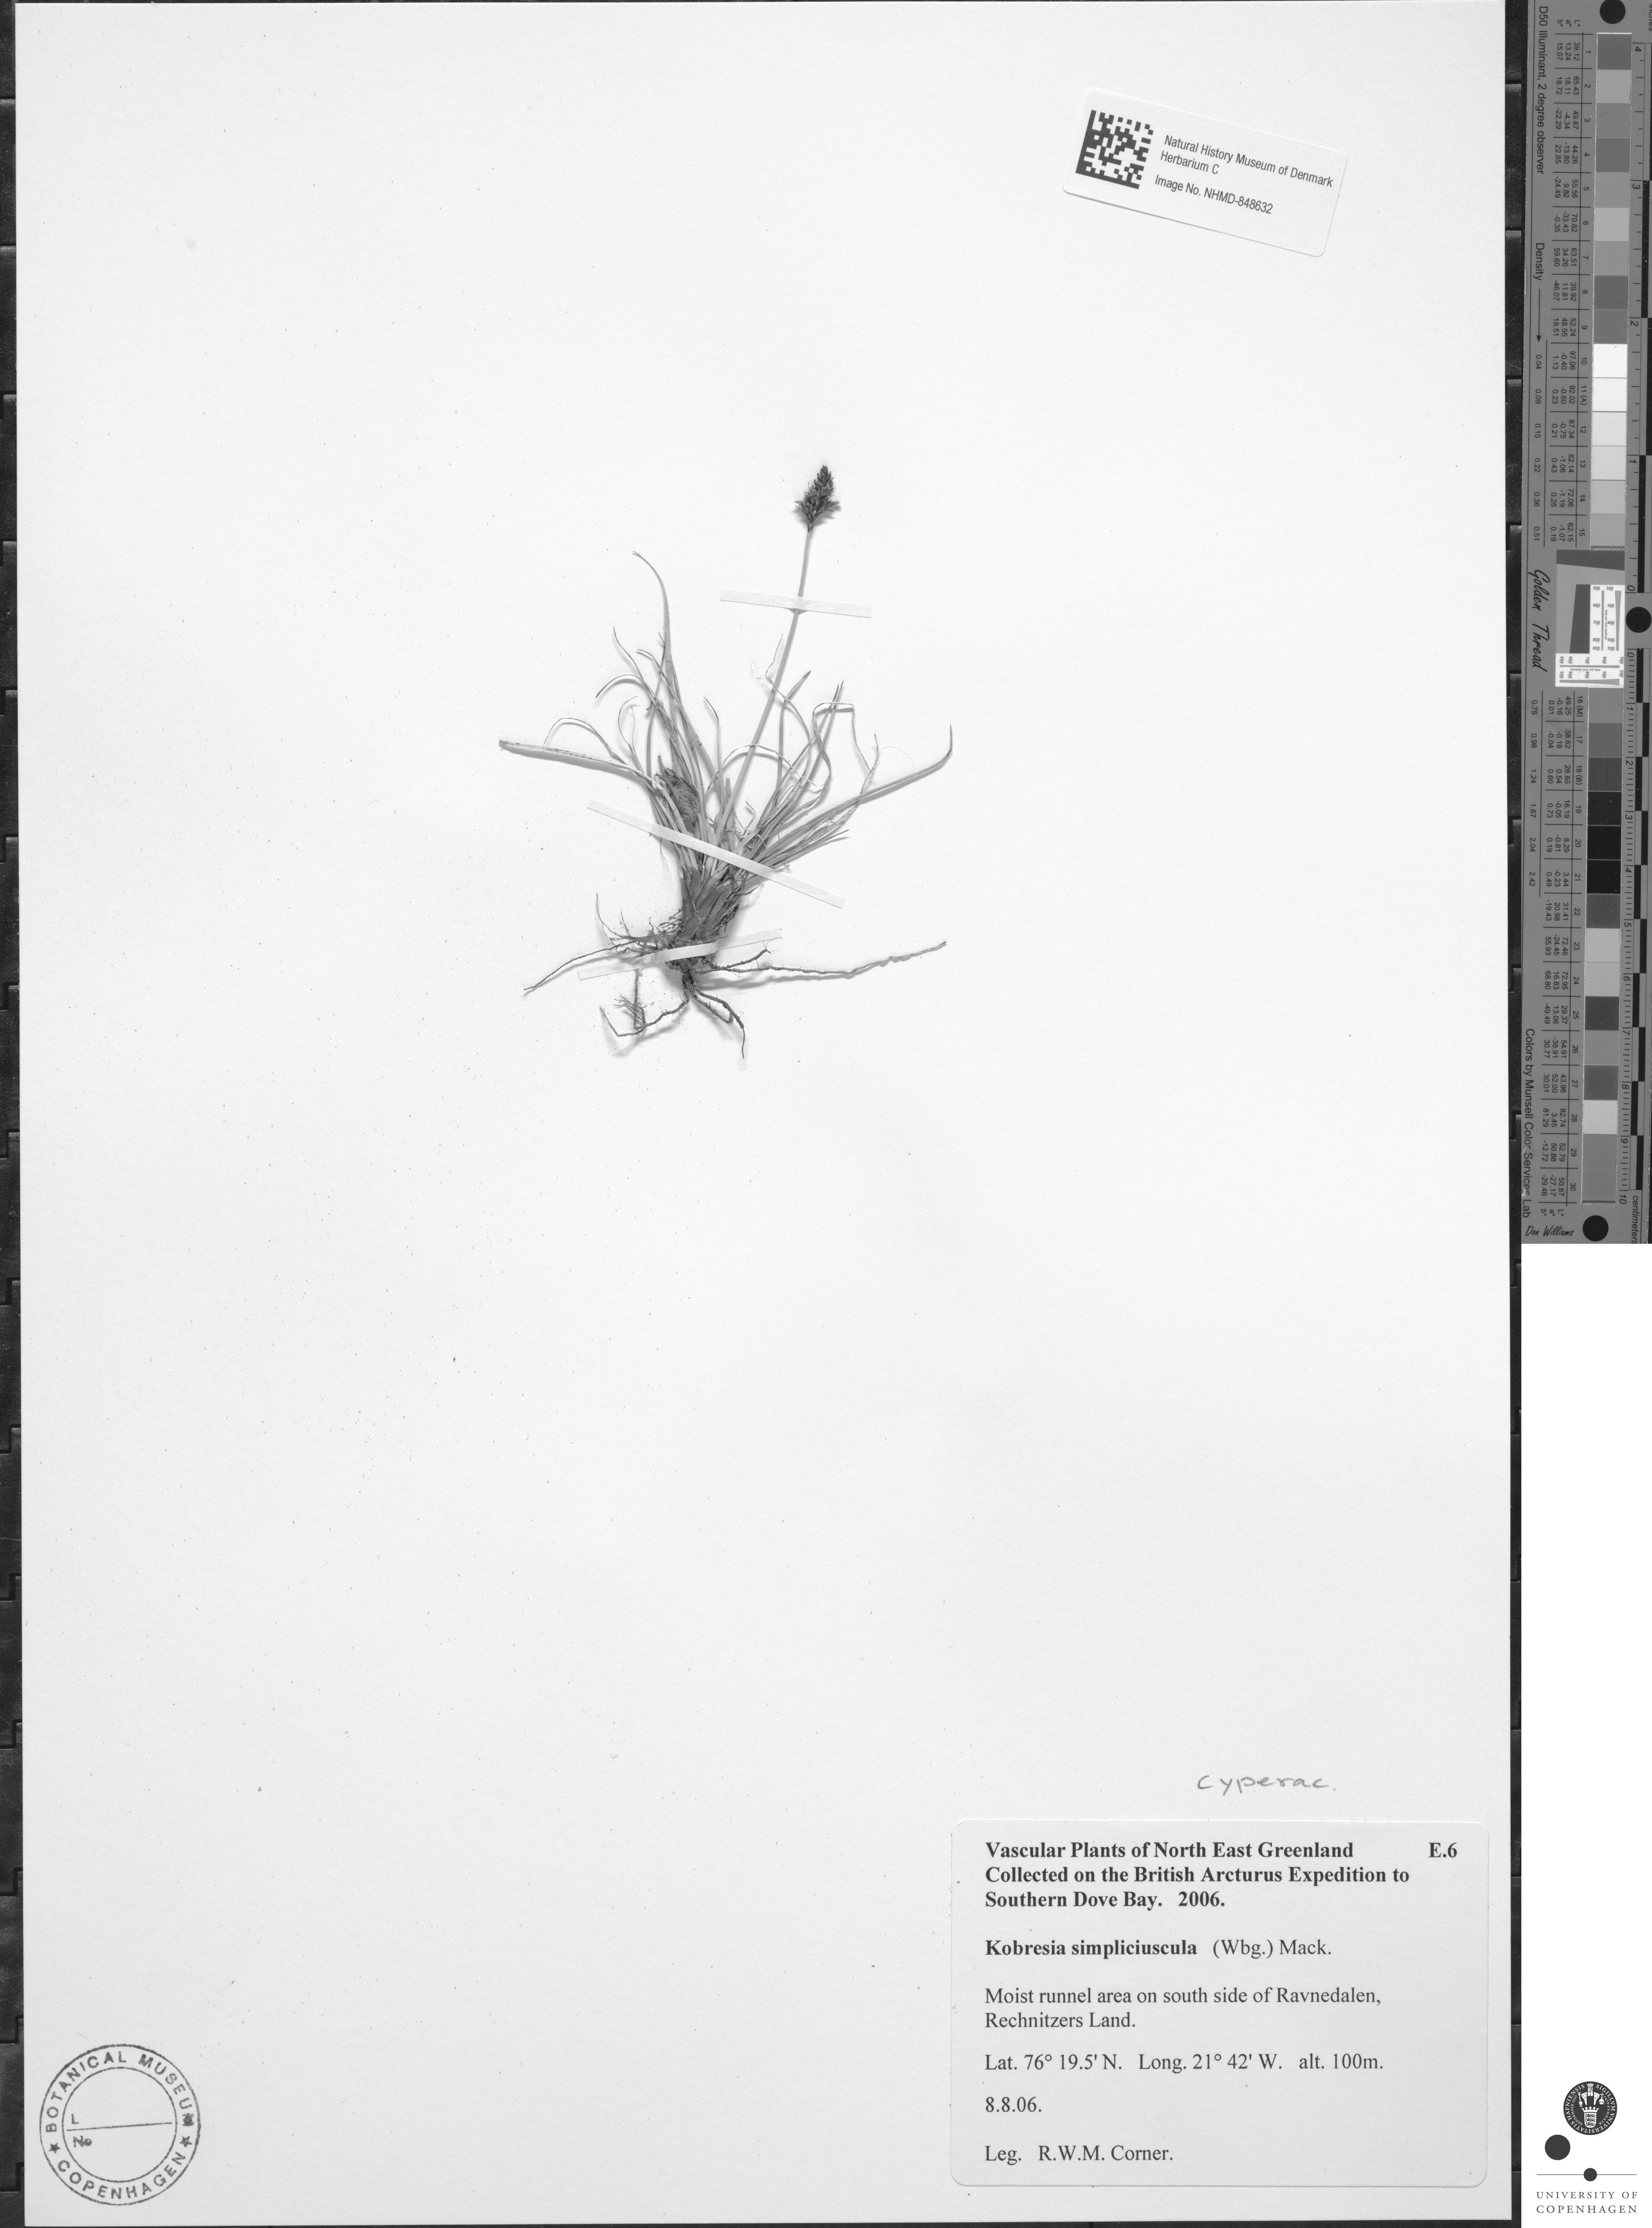 Natural History Museum of Denmark
Herbarium C
Image No. NHMD-848632
cyperac.
Vascular Plants of North East Greenland E.6
Collected on the British Arcturus Expedition to
Southern Dove Bay. 2006.
Kobresia simpliciuscula (Wbg.) Mack.
Moist runnel area on south side of Ravnedalen,
Rechnitzers Land.
Lat. 76° 19.5' N. Long. 21° 42' W. alt. 100m.
8.8.06.
Leg. R.W.M. Corner.
BOTANICAL MUSEUM
COPENHAGEN
L
No
D50 Illuminant, 2 degree observer
Density
Golden Thread
Colors by Munsell Color Services Lab
Don Williams
centimeters
UNIVERSITY OF
COPENHAGEN